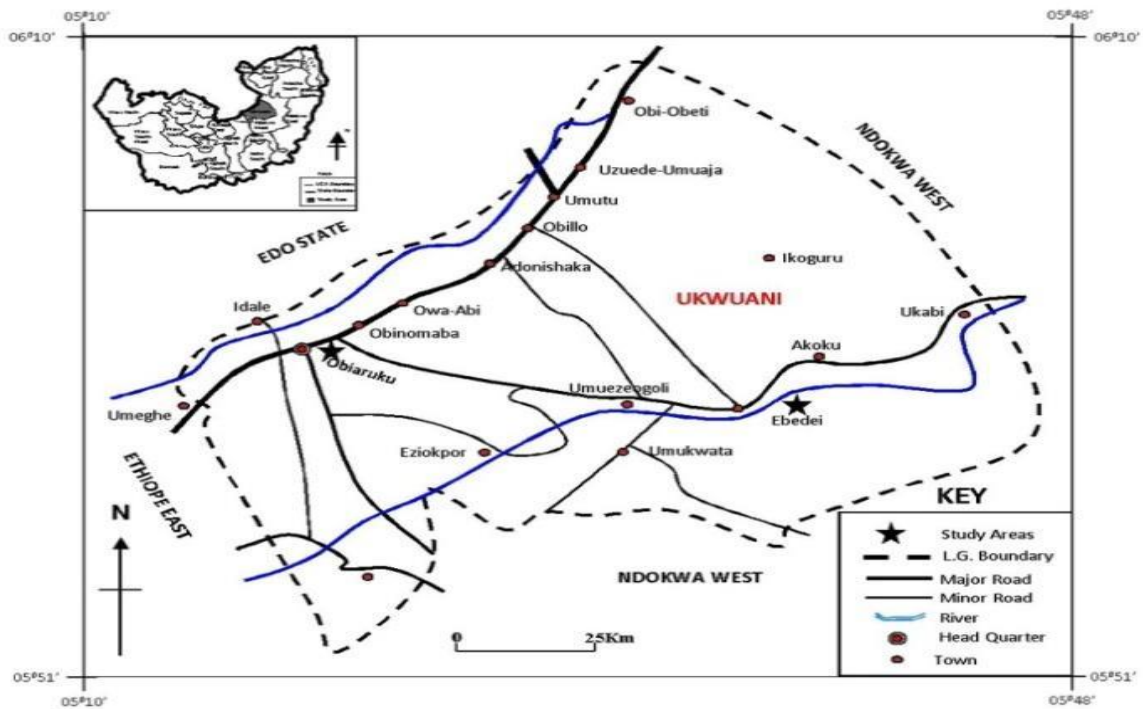 05°10'
05°48'
06°10'
06°10'
Obi-Obeti
NDOKWA WEST
Uzuede-Umuaja
Umutu
Obillo
EDO STATE
Adonishaka
Ikoguru
UKWUANI
Idale
Owa-Abi
Ukabi
Obinomaba
Akoku
Obiaruku
Umuezeogoli
Umeghe
Ebedei
Eziokpor
Umukwata
ETHIOPE EAST
KEY
N
Study Areas
L.G. Boundary
NDOKWA WEST
Major Road
Minor Road
River
0 25Km
Head Quarter
Town
05°51'
05°51'
05°10'
05°48'